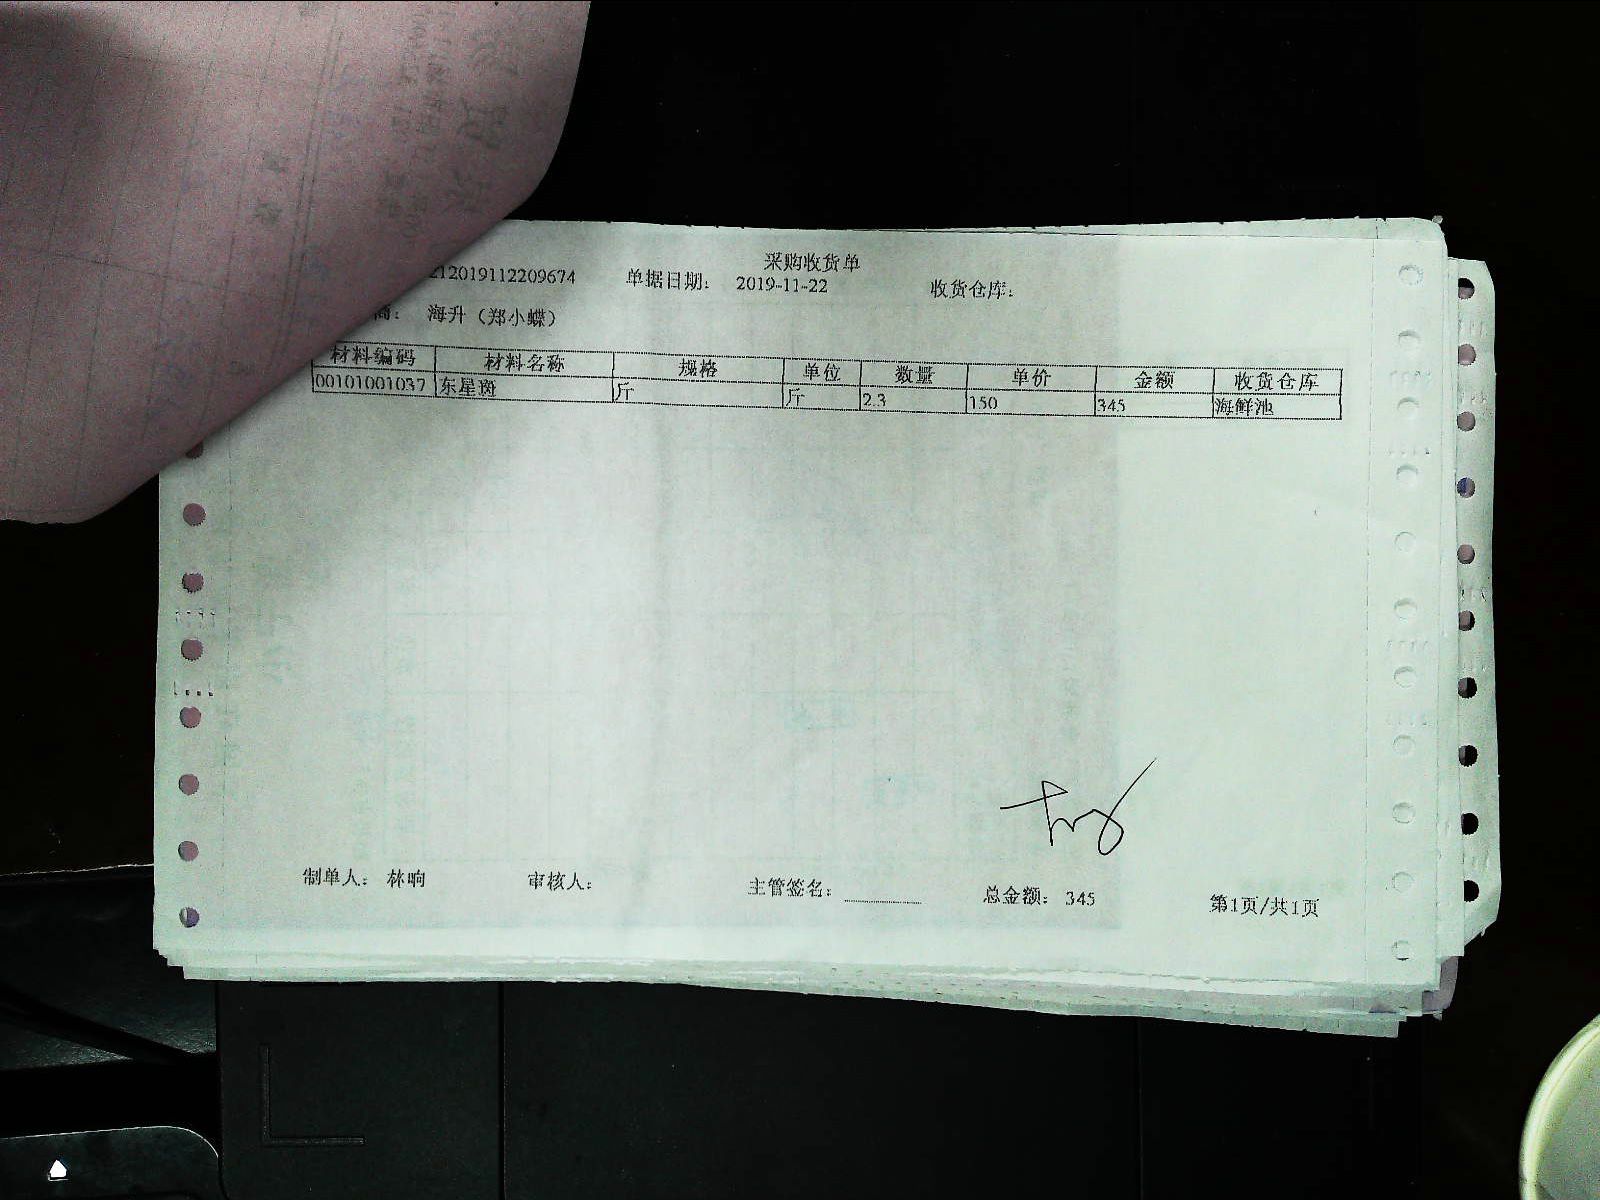 采购收货单
212019112209674 单据日期: 2019-11-22 收货仓库:
商: 海升(郑小蝶)
材料编码 材料名称 规格 单位 数量 单价 金额 收货仓库
00101001037 东星斑 斤 斤 2.3 150 345 海鲜池
制单人: 林响 审核人: 主管签名: 总金额: 345 第1页/共1页